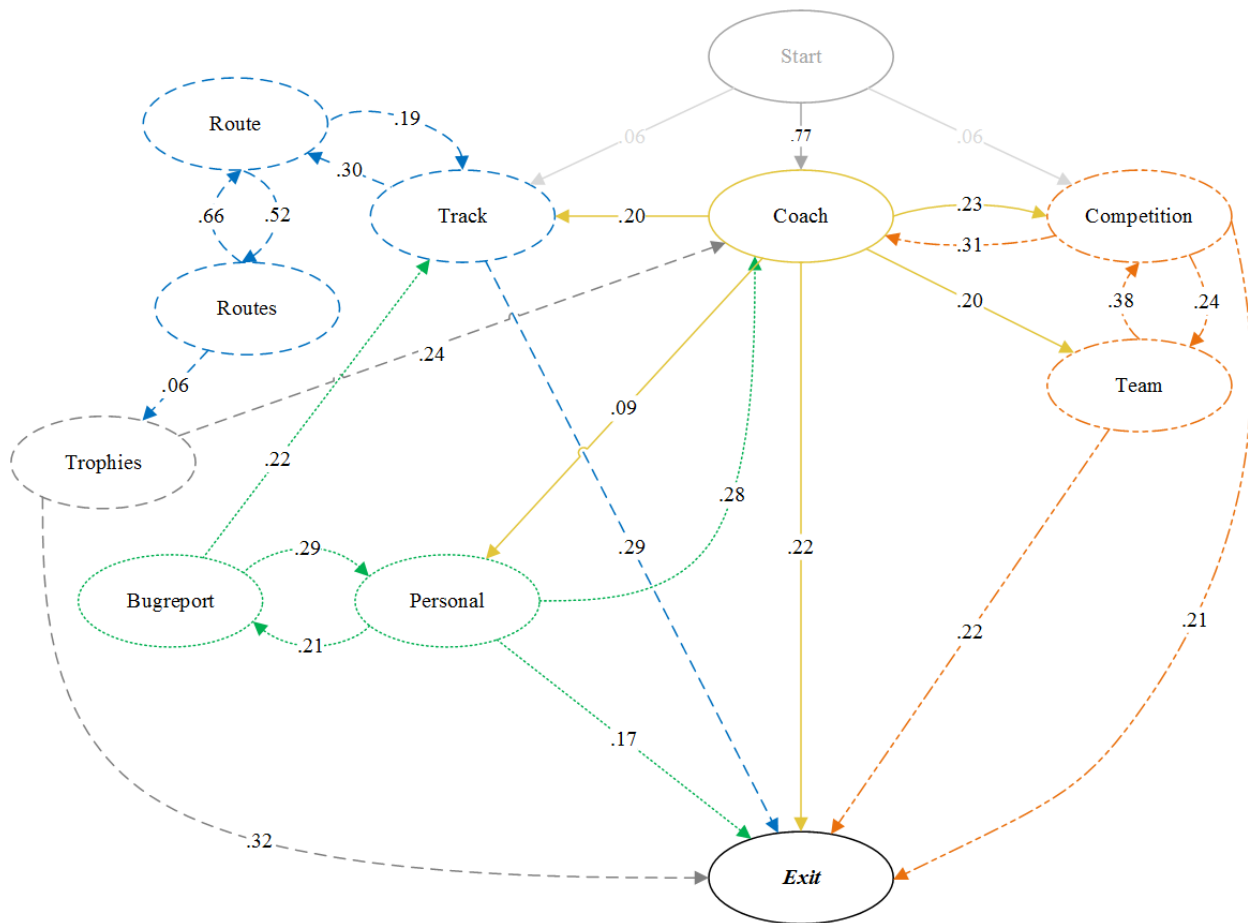 Start
Route
.19
.06
.77
.06
.30
.66
.52
Track
.20
Coach
.23
Competition
.31
Routes
.38
.24
.20
.24
.06
Team
.09
Trophies
.22
.28
.29
.29
.22
Bugreport
Personal
.21
.22
.21
.17
.32
Exit